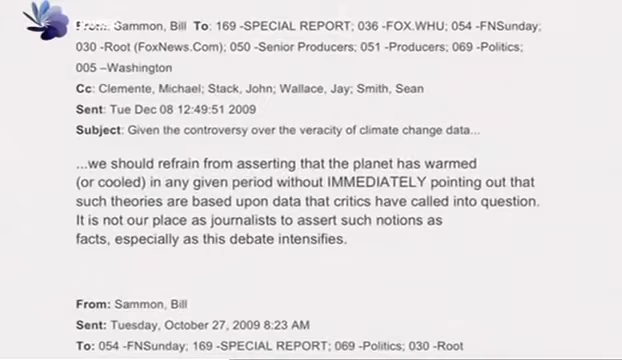 From: Sammon, Bill To: 169 -SPECIAL REPORT; 036 -FOX.WHU; 054 -FNSunday;
030 -Root (FoxNews.Com); 050 -Senior Producers; 051 -Producers; 069 -Politics;
005 –Washington
Cc: Clemente, Michael; Stack, John; Wallace, Jay; Smith, Sean
Sent: Tue Dec 08 12:49:51 2009
Subject: Given the controversy over the veracity of climate change data...
...we should refrain from asserting that the planet has warmed
(or cooled) in any given period without IMMEDIATELY pointing out that
such theories are based upon data that critics have called into question.
It is not our place as journalists to assert such notions as
facts, especially as this debate intensifies.
From: Sammon, Bill
Sent: Tuesday, October 27, 2009 8:23 AM
To: 054 -FNSunday; 169 -SPECIAL REPORT; 069 -Politics; 030 -Root